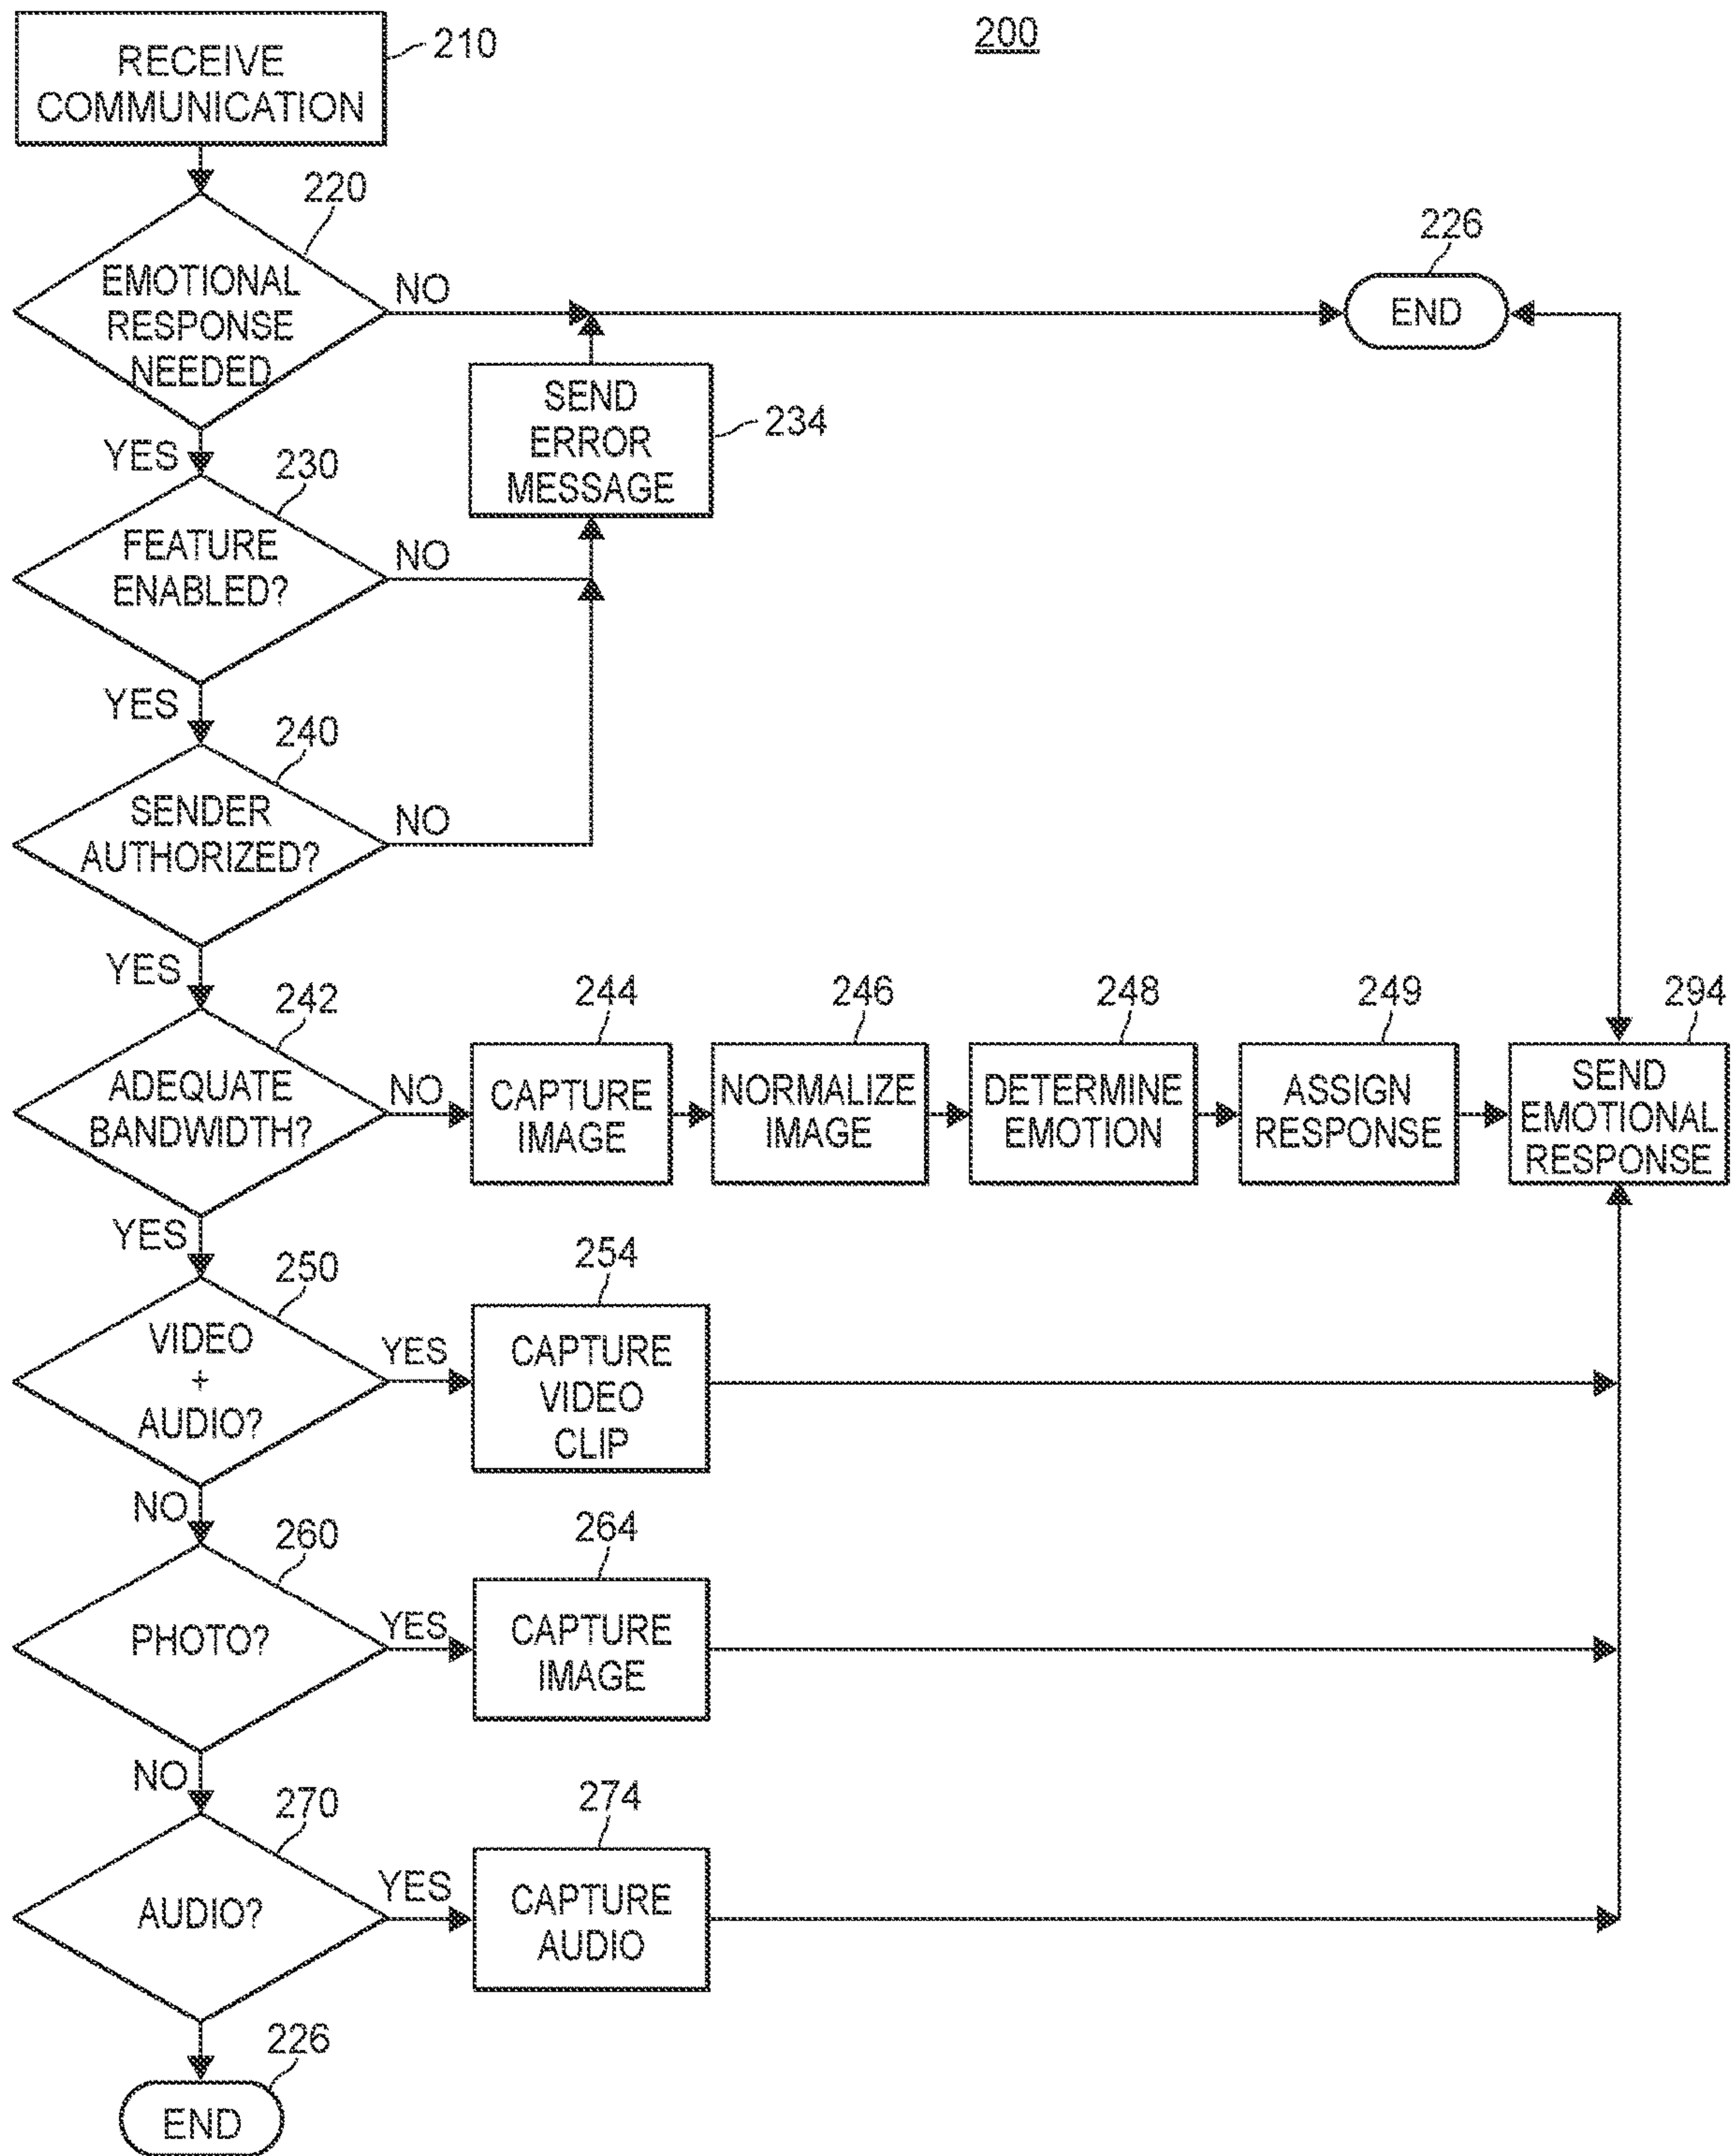 200
RECEIVE
COMMUNICATION
210
220
EMOTIONAL
RESPONSE
NEEDED
NO
226
END
SEND
ERROR
MESSAGE
234
YES
230
FEATURE
ENABLED?
NO
YES
240
SENDER
AUTHORIZED?
NO
YES
242
ADEQUATE
BANDWIDTH?
NO
244
CAPTURE
IMAGE
246
NORMALIZE
IMAGE
248
DETERMINE
EMOTION
249
ASSIGN
RESPONSE
294
SEND
EMOTIONAL
RESPONSE
YES
250
VIDEO
+
AUDIO?
YES
254
CAPTURE
VIDEO
CLIP
NO
260
PHOTO?
YES
264
CAPTURE
IMAGE
NO
270
AUDIO?
YES
274
CAPTURE
AUDIO
226
END